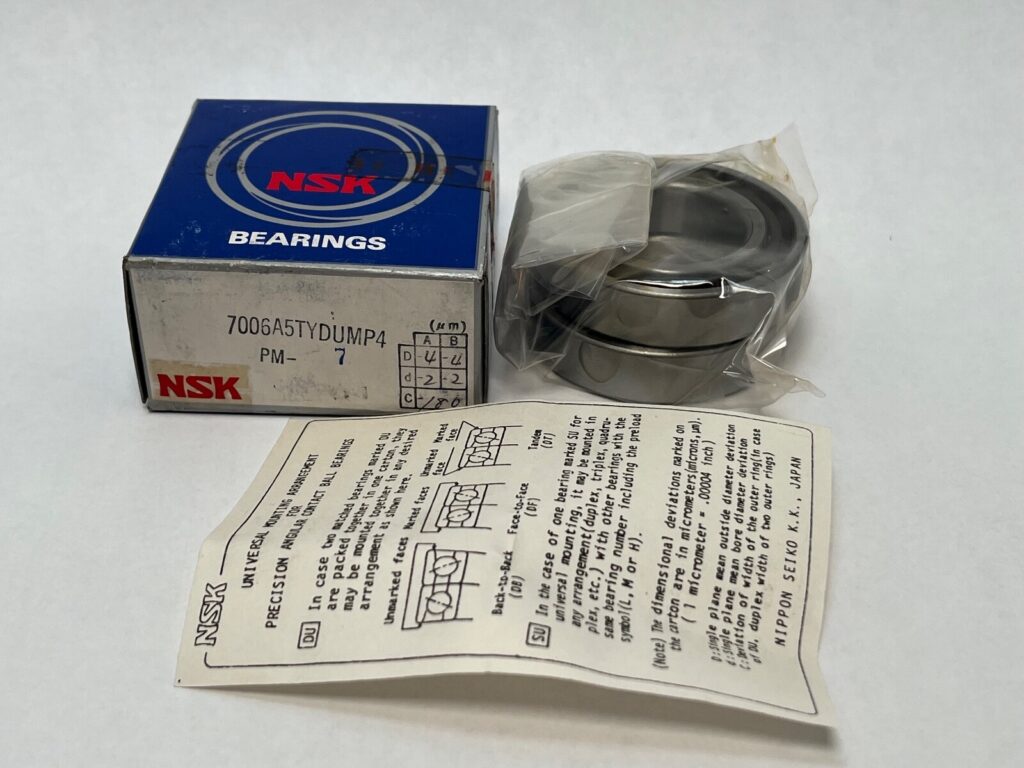 NSK
BEARINGS
7006A5TYDUMP4
PM- 7
(μm)
A B
D -4 -4
d -2 -2
C -180
NSK
NSK
UNIVERSAL MOUNTING ARRANGEMENT
FOR
PRECISION ANGULAR CONTACT BALL BEARINGS
DU In case two matched bearings marked DU
are packed together in one carton, they
may be mounted together in any desired
arrangement as shown here.
Unmarked faces Marked faces Unmarked face Marked face
Back-to-Back (DB) Face-to-Face (DF) Tandem (DT)
SU In the case of one bearing marked SU for
universal mounting, it may be mounted in
any arrangement(duplex, triplex, quadru-
plex, etc.) with other bearings with the
same bearing number including the preload
symbol(L, M or H).
(Note) The dimensional deviations marked on
the carton are in micrometers(microns,μm).
( 1 micrometer = .00004 inch)
D:Single plane mean outside diameter deviation
d:Single plane mean bore diameter deviation
C:Deviation of width of the outer ring(in case
of DU, duplex width of two outer rings)
NIPPON SEIKO K.K., JAPAN